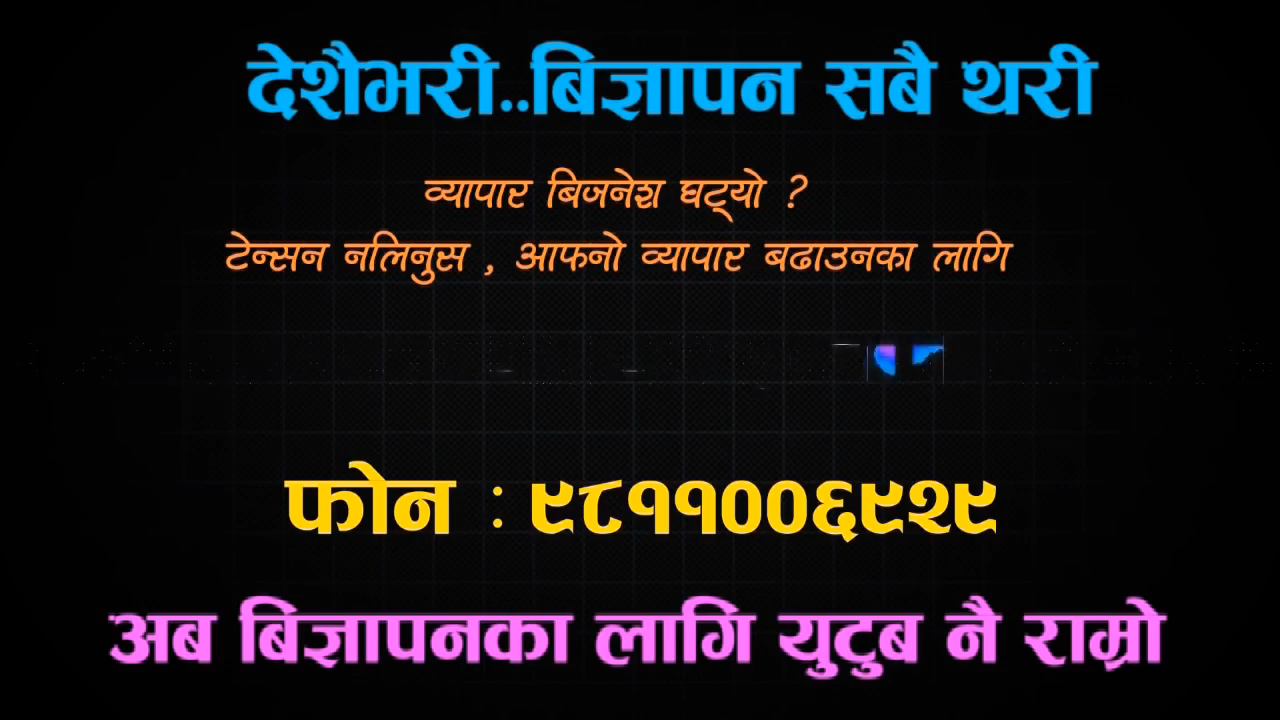 देशैभरी..बिज्ञापन सबै थरी
व्यापार बिजनेश घट्यो ?
टेन्सन नलिनुस , आफनो व्यापार बढाउनका लागि
फोन : ९८११००६९२९
अब बिज्ञापनका लागि युटुब नै राम्रो